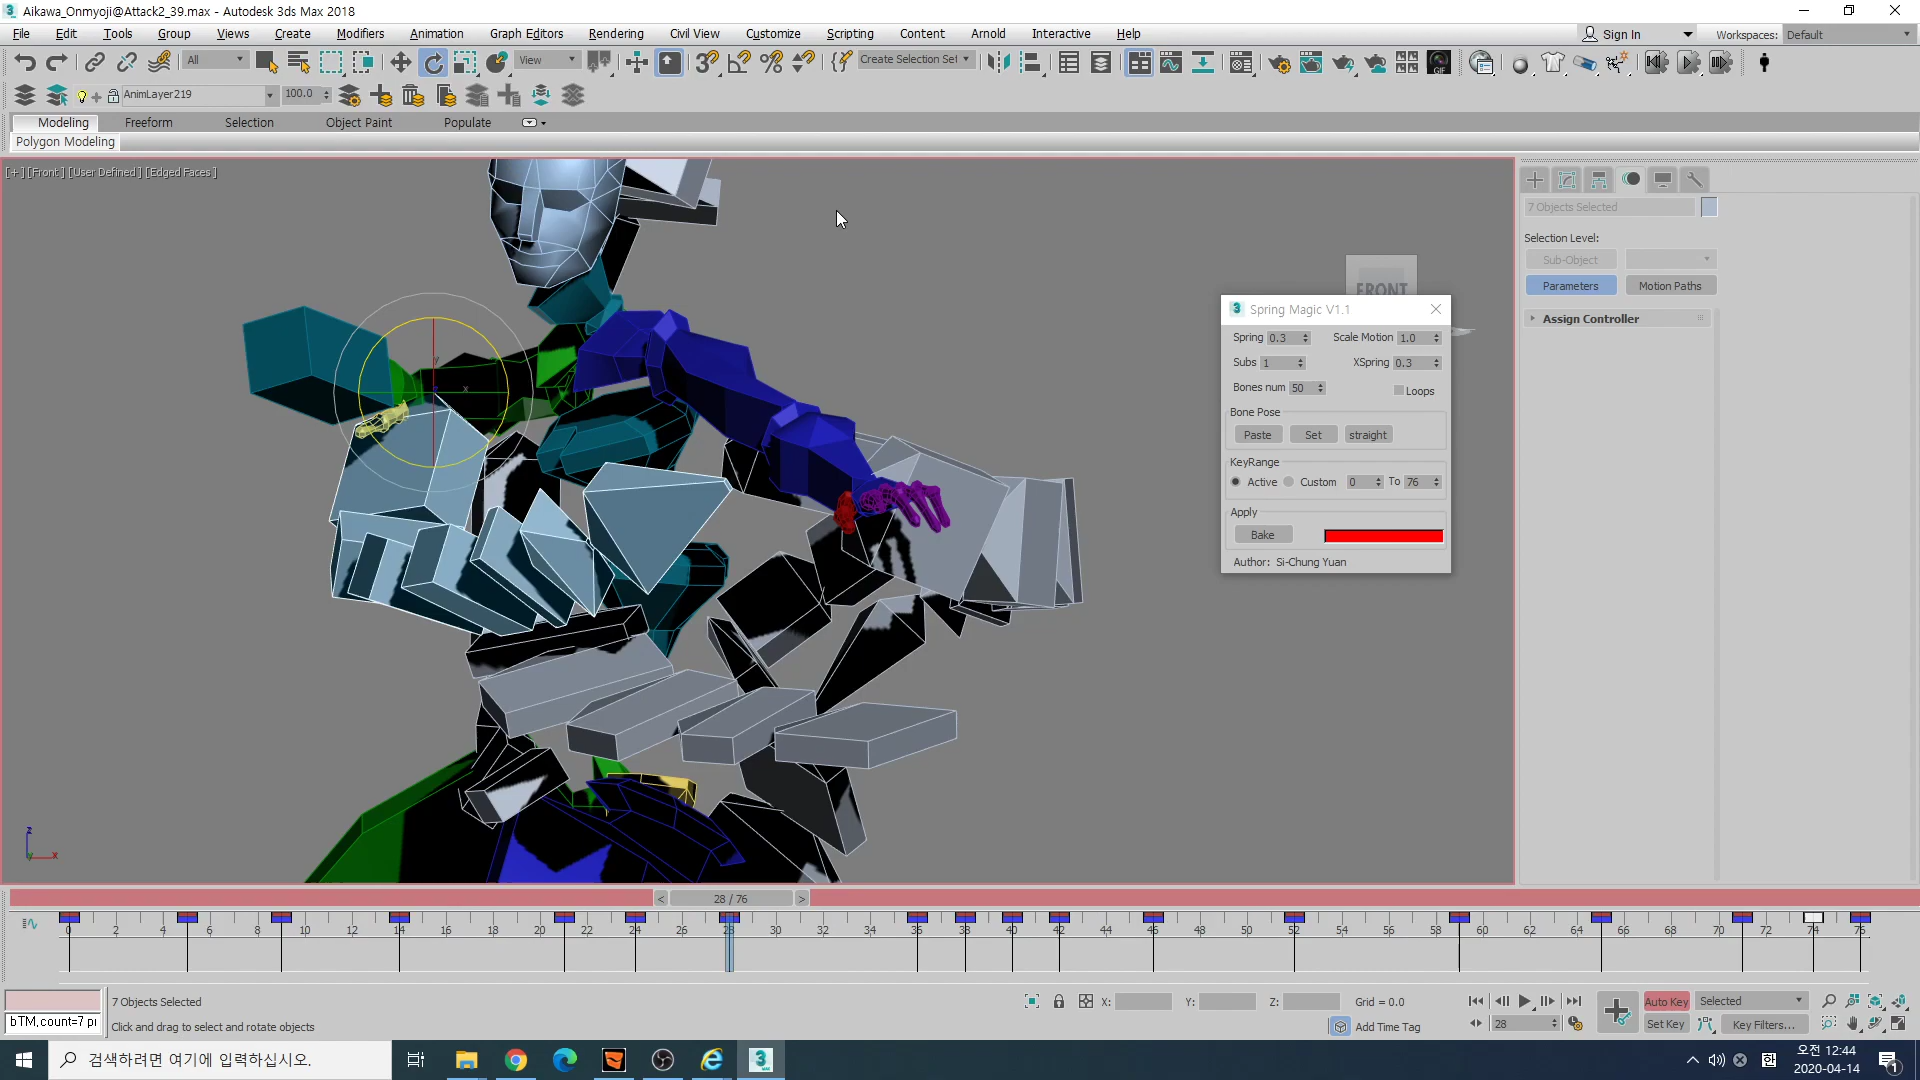 Aikawa_Onmyoji@Attack2_39.max - Autodesk 3ds Max 2018
File Edit Tools Group Views Create Modifiers Animation Graph Editors Rendering Civil View Customize Scripting Content Arnold Interactive Help
Sign In Workspaces: Default
All View Create Selection Set GIF
AnimLayer219 100.0
Modeling Freeform Selection Object Paint Populate
Polygon Modeling
[+] [Front] [User Defined] [Edged Faces]
FRONT
7 Objects Selected
Selection Level:
Sub-Object
Parameters Motion Paths
Assign Controller
Spring Magic V1.1
Spring 0.3 Scale Motion 1.0
Subs 1 XSpring 0.3
Bones num 50 Loops
Bone Pose
Paste Set straight
KeyRange
Active Custom 0 To 76
Apply
Bake
Author: Si-Chung Yuan
y
x
z
y x
< 28 / 76 >
0 2 4 6 8 10 12 14 16 18 20 22 24 26 28 30 32 34 36 38 40 42 44 46 48 50 52 54 56 58 60 62 64 66 68 70 72 74 76
7 Objects Selected X: Y: Z: Grid = 0.0 Auto Key Selected
bTM.count=7 pi Click and drag to select and rotate objects Add Time Tag 28 Set Key Key Filters...
검색하려면 여기에 입력하십시오.
한 오전 12:44
2020-04-14
1